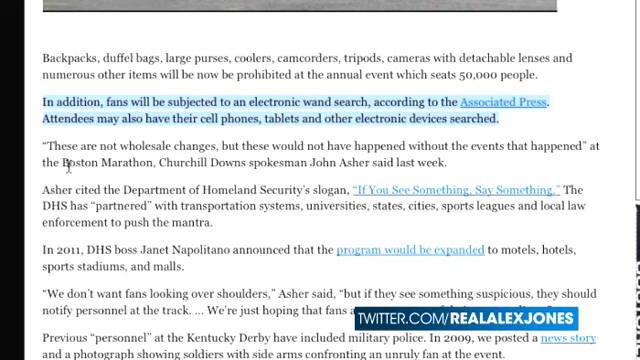 Backpacks, duffel bags, large purses, coolers, camcorders, tripods, cameras with detachable lenses and
numerous other items will be now be prohibited at the annual event which seats 50,000 people.
In addition, fans will be subjected to an electronic wand search, according to the Associated Press.
Attendees may also have their cell phones, tablets and other electronic devices searched.
“These are not wholesale changes, but these would not have happened without the events that happened” at
the Boston Marathon, Churchill Downs spokesman John Asher said last week.
Asher cited the Department of Homeland Security’s slogan, “If You See Something, Say Something.” The
DHS has “partnered” with transportation systems, universities, states, cities, sports leagues and local law
enforcement to push the mantra.
In 2011, DHS boss Janet Napolitano announced that the program would be expanded to motels, hotels,
sports stadiums, and malls.
“We don’t want fans looking over shoulders,” Asher said, “but if they see something suspicious, they should
notify personnel at the track. … We’re just hoping that fans
TWITTER.COM/REALALEXJONES
Previous “personnel” at the Kentucky Derby have included military police. In 2009, we posted a news story
and a photograph showing soldiers with side arms confronting an unruly fan at the event.